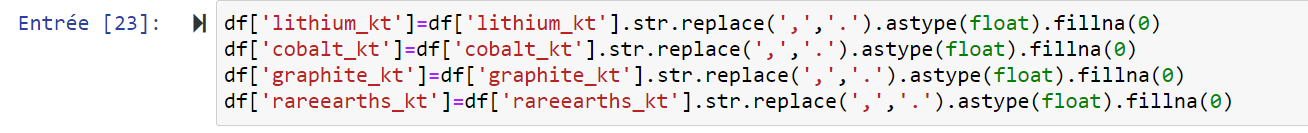 Entrée [23]:
df['lithium_kt']=df['lithium_kt'].str.replace(',','.').astype(float).fillna(0)
df['cobalt_kt']=df['cobalt_kt'].str.replace(',','.').astype(float).fillna(0)
df['graphite_kt']=df['graphite_kt'].str.replace(',','.').astype(float).fillna(0)
df['rareearths_kt']=df['rareearths_kt'].str.replace(',','.').astype(float).fillna(0)